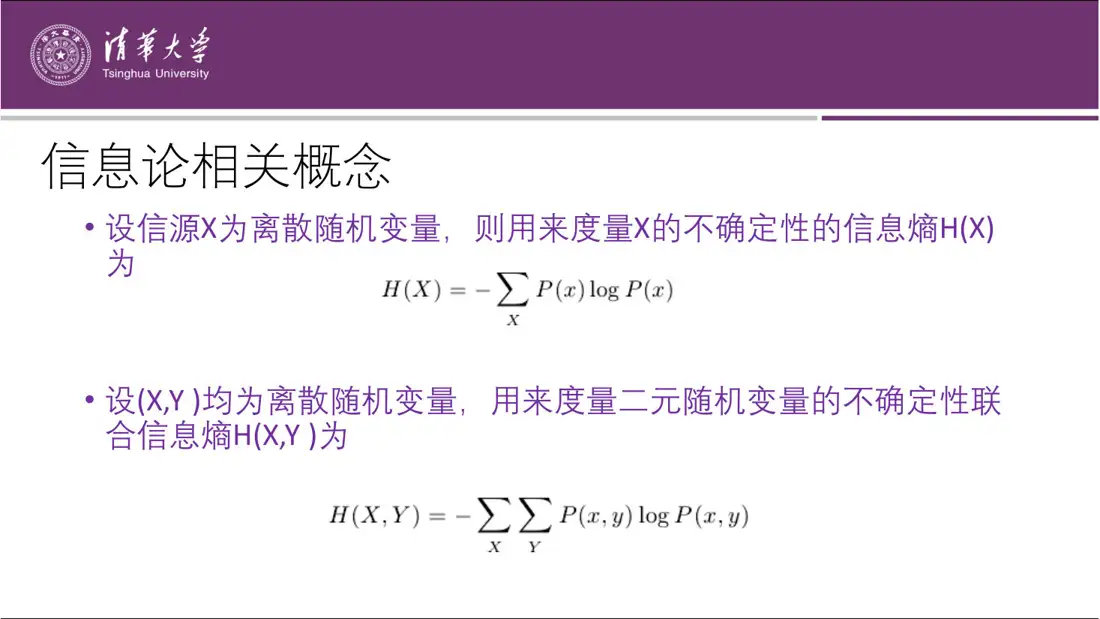 清華大学
Tsinghua University
信息论相关概念
• 设信源X为离散随机变量，则用来度量X的不确定性的信息熵H(X)
为
H(X) = −∑_X P(x) log P(x)
• 设(X,Y )均为离散随机变量，用来度量二元随机变量的不确定性联
合信息熵H(X,Y )为
H(X, Y) = −∑_X ∑_Y P(x, y) log P(x, y)